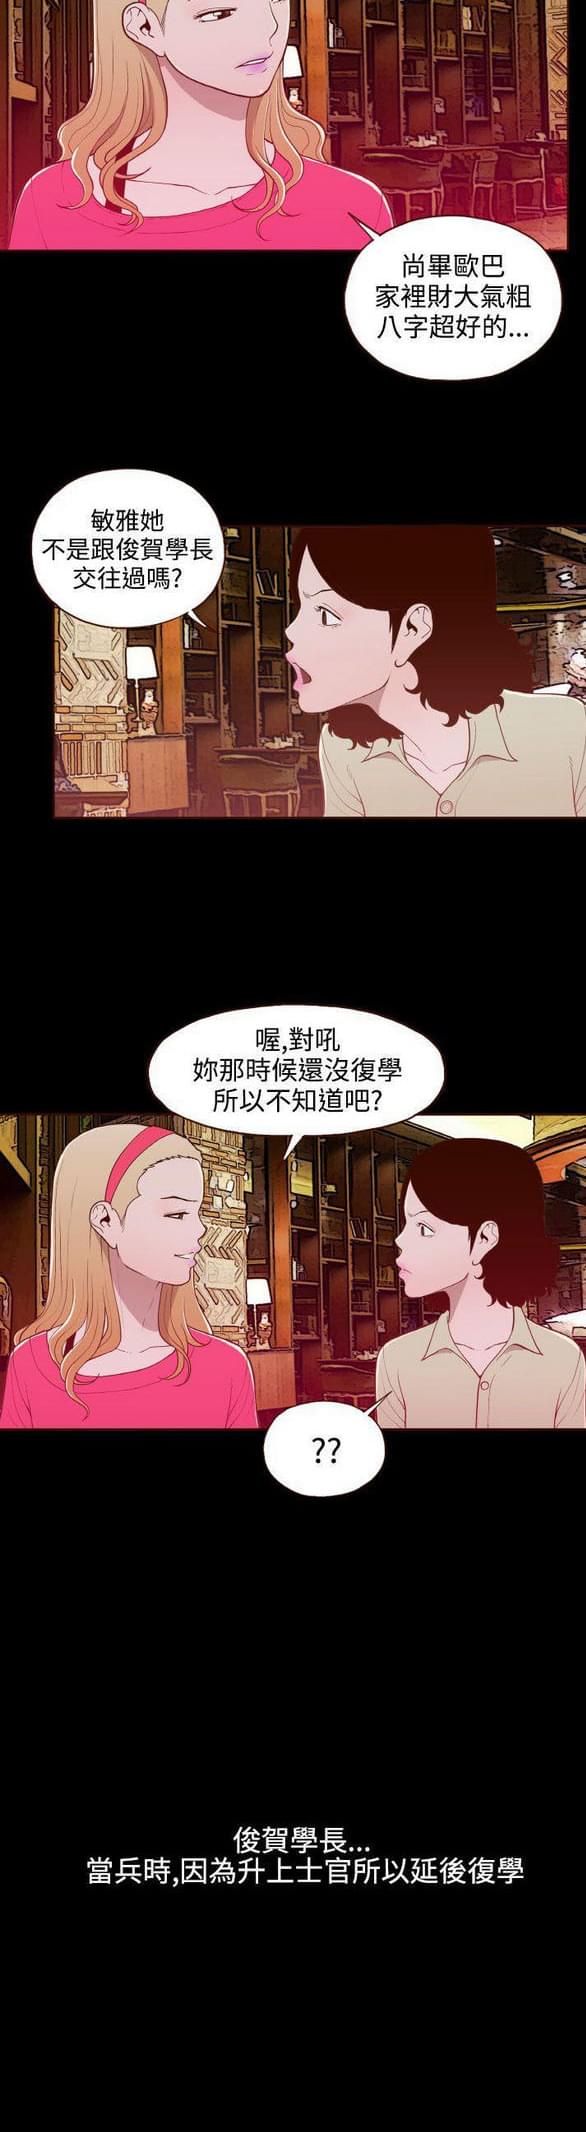 尚畢歐巴
家裡財大氣粗
八字超好的...
敏雅她
不是跟俊賀學長
交往過嗎?
喔,對吼
妳那時候還沒復學
所以不知道吧?
??
俊賀學長...
當兵時,因為升上士官所以延後復學